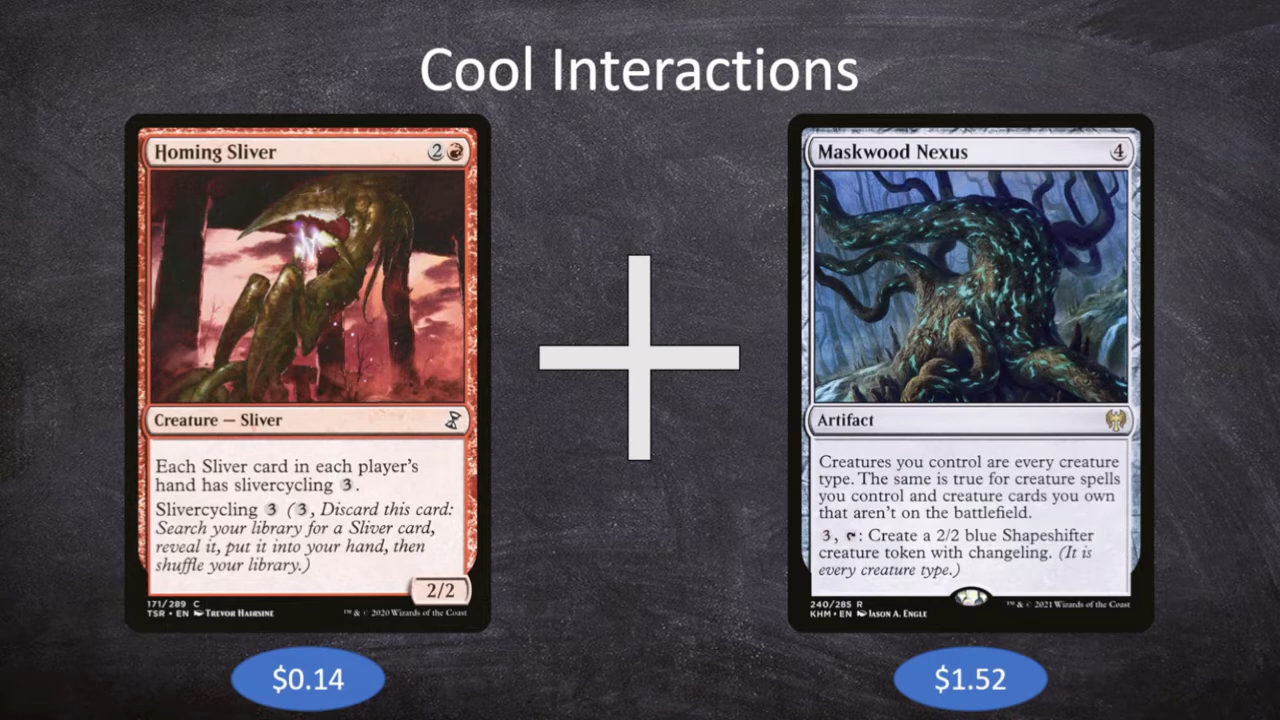 Cool Interactions
Homing Sliver 2
Creature — Sliver
Each Sliver card in each player's
hand has slivercycling 3.
Slivercycling 3 (3, Discard this card:
Search your library for a Sliver card,
reveal it, put it into your hand, then
shuffle your library.)
2/2
171/289 C
TSR • EN Trevor Hairsine
™ & © 2020 Wizards of the Coast
$0.14
Maskwood Nexus 4
Artifact
Creatures you control are every creature
type. The same is true for creature spells
you control and creature cards you own
that aren't on the battlefield.
3, : Create a 2/2 blue Shapeshifter
creature token with changeling. (It is
every creature type.)
240/285 R
KHM • EN Jason A. Engle
™ & © 2021 Wizards of the Coast
$1.52